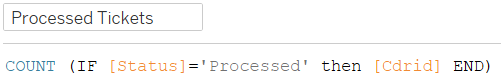 Processed Tickets
COUNT (IF [Status]='Processed' then [Cdrid] END)